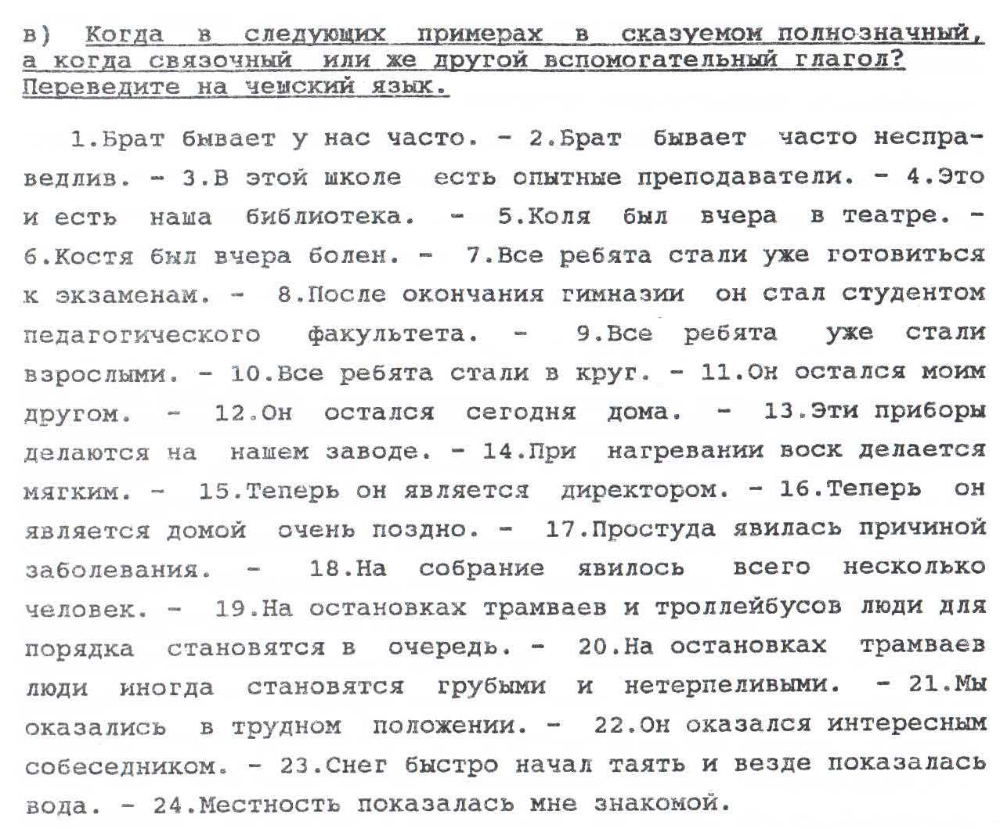 в) Когда в следующих примерах в сказуемом полнозначный,
а когда связочный или же другой вспомогательный глагол?
Переведите на чешский язык.
1.Брат бывает у нас часто. - 2.Брат бывает часто неспра-
ведлив. - 3.В этой школе есть опытные преподаватели. - 4.Это
и есть наша библиотека. - 5.Коля был вчера в театре. -
6.Костя был вчера болен. - 7.Все ребята стали уже готовиться
к экзаменам. - 8.После окончания гимназии он стал студентом
педагогического факультета. - 9.Все ребята уже стали
взрослыми. - 10.Все ребята стали в круг. - 11.Он остался моим
другом. - 12.Он остался сегодня дома. - 13.Эти приборы
делаются на нашем заводе. - 14.При нагревании воск делается
мягким. - 15.Теперь он является директором. - 16.Теперь он
является домой очень поздно. - 17.Простуда явилась причиной
заболевания. - 18.На собрание явилось всего несколько
человек. - 19.На остановках трамваев и троллейбусов люди для
порядка становятся в очередь. - 20.На остановках трамваев
люди иногда становятся грубыми и нетерпеливыми. - 21.Мы
оказались в трудном положении. - 22.Он оказался интересным
собеседником. - 23.Снег быстро начал таять и везде показалась
вода. - 24.Местность показалась мне знакомой.